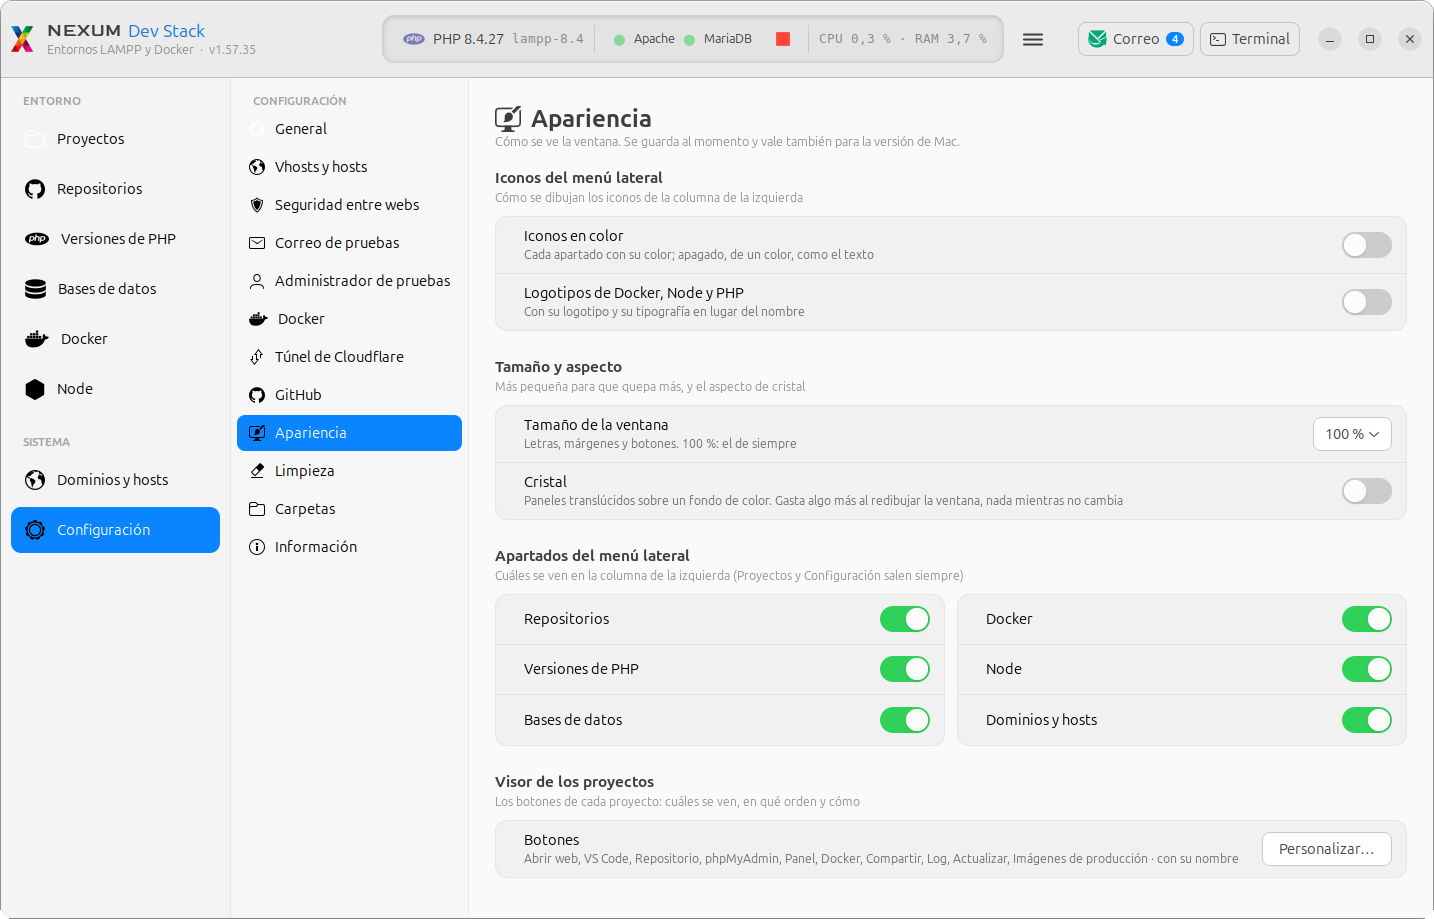 NEXUM Dev Stack
Entornos LAMPP y Docker · v1.57.35
php PHP 8.4.27 lampp-8.4
Apache
MariaDB
CPU 0,3 % · RAM 3,7 %
Correo 4
Terminal
ENTORNO
Proyectos
Repositorios
php Versiones de PHP
Bases de datos
Docker
Node
SISTEMA
Dominios y hosts
Configuración
CONFIGURACIÓN
General
Vhosts y hosts
Seguridad entre webs
Correo de pruebas
Administrador de pruebas
Docker
Túnel de Cloudflare
GitHub
Apariencia
Limpieza
Carpetas
Información
Apariencia
Cómo se ve la ventana. Se guarda al momento y vale también para la versión de Mac.
Iconos del menú lateral
Cómo se dibujan los iconos de la columna de la izquierda
Iconos en color
Cada apartado con su color; apagado, de un color, como el texto
Logotipos de Docker, Node y PHP
Con su logotipo y su tipografía en lugar del nombre
Tamaño y aspecto
Más pequeña para que quepa más, y el aspecto de cristal
Tamaño de la ventana
Letras, márgenes y botones. 100 %: el de siempre
100 %
Cristal
Paneles translúcidos sobre un fondo de color. Gasta algo más al redibujar la ventana, nada mientras no cambia
Apartados del menú lateral
Cuáles se ven en la columna de la izquierda (Proyectos y Configuración salen siempre)
Repositorios
Docker
Versiones de PHP
Node
Bases de datos
Dominios y hosts
Visor de los proyectos
Los botones de cada proyecto: cuáles se ven, en qué orden y cómo
Botones
Abrir web, VS Code, Repositorio, phpMyAdmin, Panel, Docker, Compartir, Log, Actualizar, Imágenes de producción · con su nombre
Personalizar…